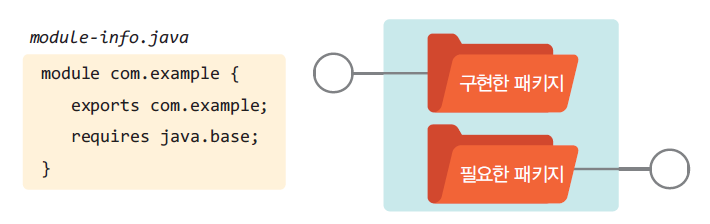 module-info.java
module com.example {
exports com.example;
requires java.base;
}
구현한 패키지
필요한 패키지